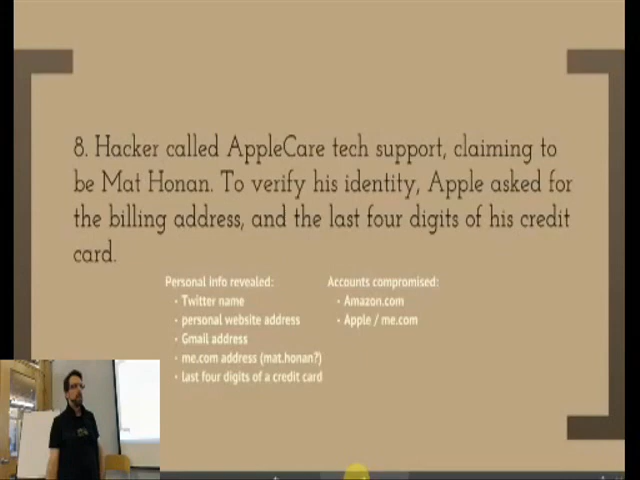 8. Hacker called AppleCare tech support, claiming to
be Mat Honan. To verify his identity, Apple asked for
the billing address, and the last four digits of his credit
card.
Personal info revealed:
• Twitter name
• personal website address
• Gmail address
• me.com address (mat.honan?)
• last four digits of a credit card
Accounts compromised:
• Amazon.com
• Apple / me.com